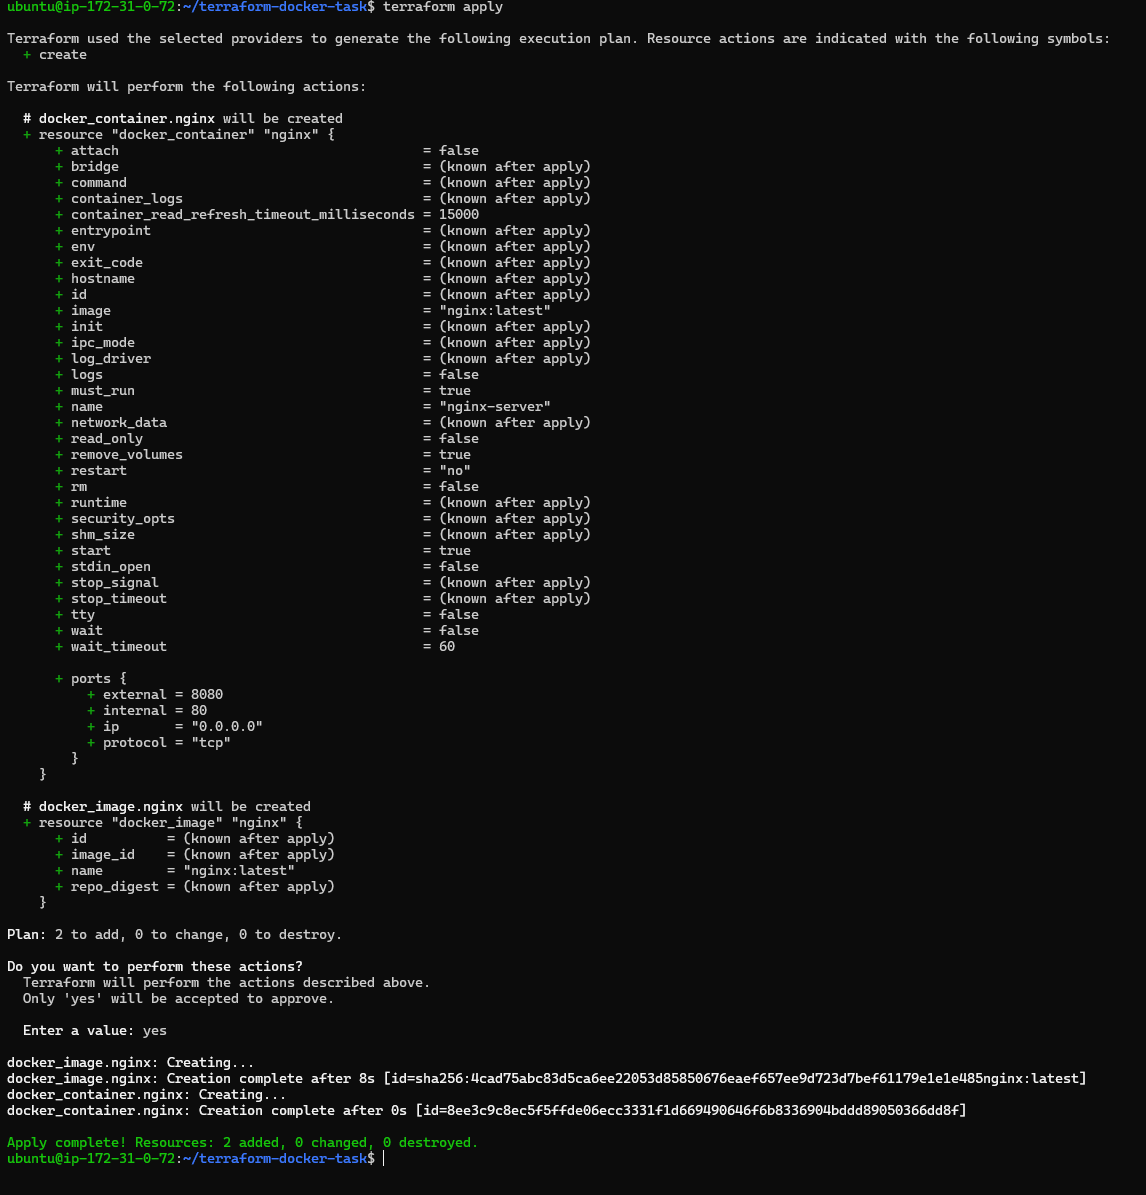 ubuntu@ip-172-31-0-72:~/terraform-docker-task$ terraform apply

Terraform used the selected providers to generate the following execution plan. Resource actions are indicated with the following symbols:
  + create

Terraform will perform the following actions:

  # docker_container.nginx will be created
  + resource "docker_container" "nginx" {
      + attach                                      = false
      + bridge                                      = (known after apply)
      + command                                     = (known after apply)
      + container_logs                              = (known after apply)
      + container_read_refresh_timeout_milliseconds = 15000
      + entrypoint                                  = (known after apply)
      + env                                         = (known after apply)
      + exit_code                                   = (known after apply)
      + hostname                                    = (known after apply)
      + id                                          = (known after apply)
      + image                                       = "nginx:latest"
      + init                                        = (known after apply)
      + ipc_mode                                    = (known after apply)
      + log_driver                                  = (known after apply)
      + logs                                        = false
      + must_run                                    = true
      + name                                        = "nginx-server"
      + network_data                                = (known after apply)
      + read_only                                   = false
      + remove_volumes                              = true
      + restart                                     = "no"
      + rm                                          = false
      + runtime                                     = (known after apply)
      + security_opts                               = (known after apply)
      + shm_size                                    = (known after apply)
      + start                                       = true
      + stdin_open                                  = false
      + stop_signal                                 = (known after apply)
      + stop_timeout                                = (known after apply)
      + tty                                         = false
      + wait                                        = false
      + wait_timeout                                = 60

      + ports {
          + external = 8080
          + internal = 80
          + ip       = "0.0.0.0"
          + protocol = "tcp"
        }
    }

  # docker_image.nginx will be created
  + resource "docker_image" "nginx" {
      + id          = (known after apply)
      + image_id    = (known after apply)
      + name        = "nginx:latest"
      + repo_digest = (known after apply)
    }

Plan: 2 to add, 0 to change, 0 to destroy.

Do you want to perform these actions?
  Terraform will perform the actions described above.
  Only 'yes' will be accepted to approve.

  Enter a value: yes

docker_image.nginx: Creating...
docker_image.nginx: Creation complete after 8s [id=sha256:4cad75abc83d5ca6ee22053d85850676eaef657ee9d723d7bef61179e1e1e485nginx:latest]
docker_container.nginx: Creating...
docker_container.nginx: Creation complete after 0s [id=8ee3c9c8ec5f5ffde06ecc3331f1d669490646f6b8336904bddd89050366dd8f]

Apply complete! Resources: 2 added, 0 changed, 0 destroyed.
ubuntu@ip-172-31-0-72:~/terraform-docker-task$